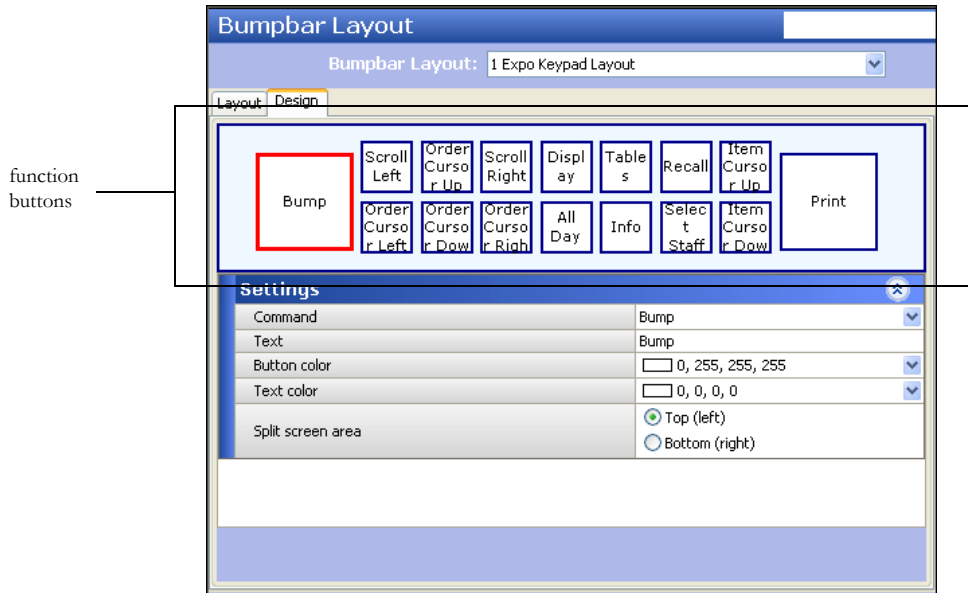 Bumpbar Layout
Bumpbar Layout: 1 Expo Keypad Layout
Layout Design
function
buttons
Bump
Scroll
Left
Order
Curso
r Up
Scroll
Right
Displ
ay
Table
s
Recall
Item
Curso
r Up
Print
Order
Curso
r Left
Order
Curso
r Dow
Order
Curso
r Righ
All
Day
Info
Selec
t
Staff
Item
Curso
r Dow
Settings
Command Bump
Text Bump
Button color 0, 255, 255, 255
Text color 0, 0, 0, 0
Split screen area
Top (left)
Bottom (right)